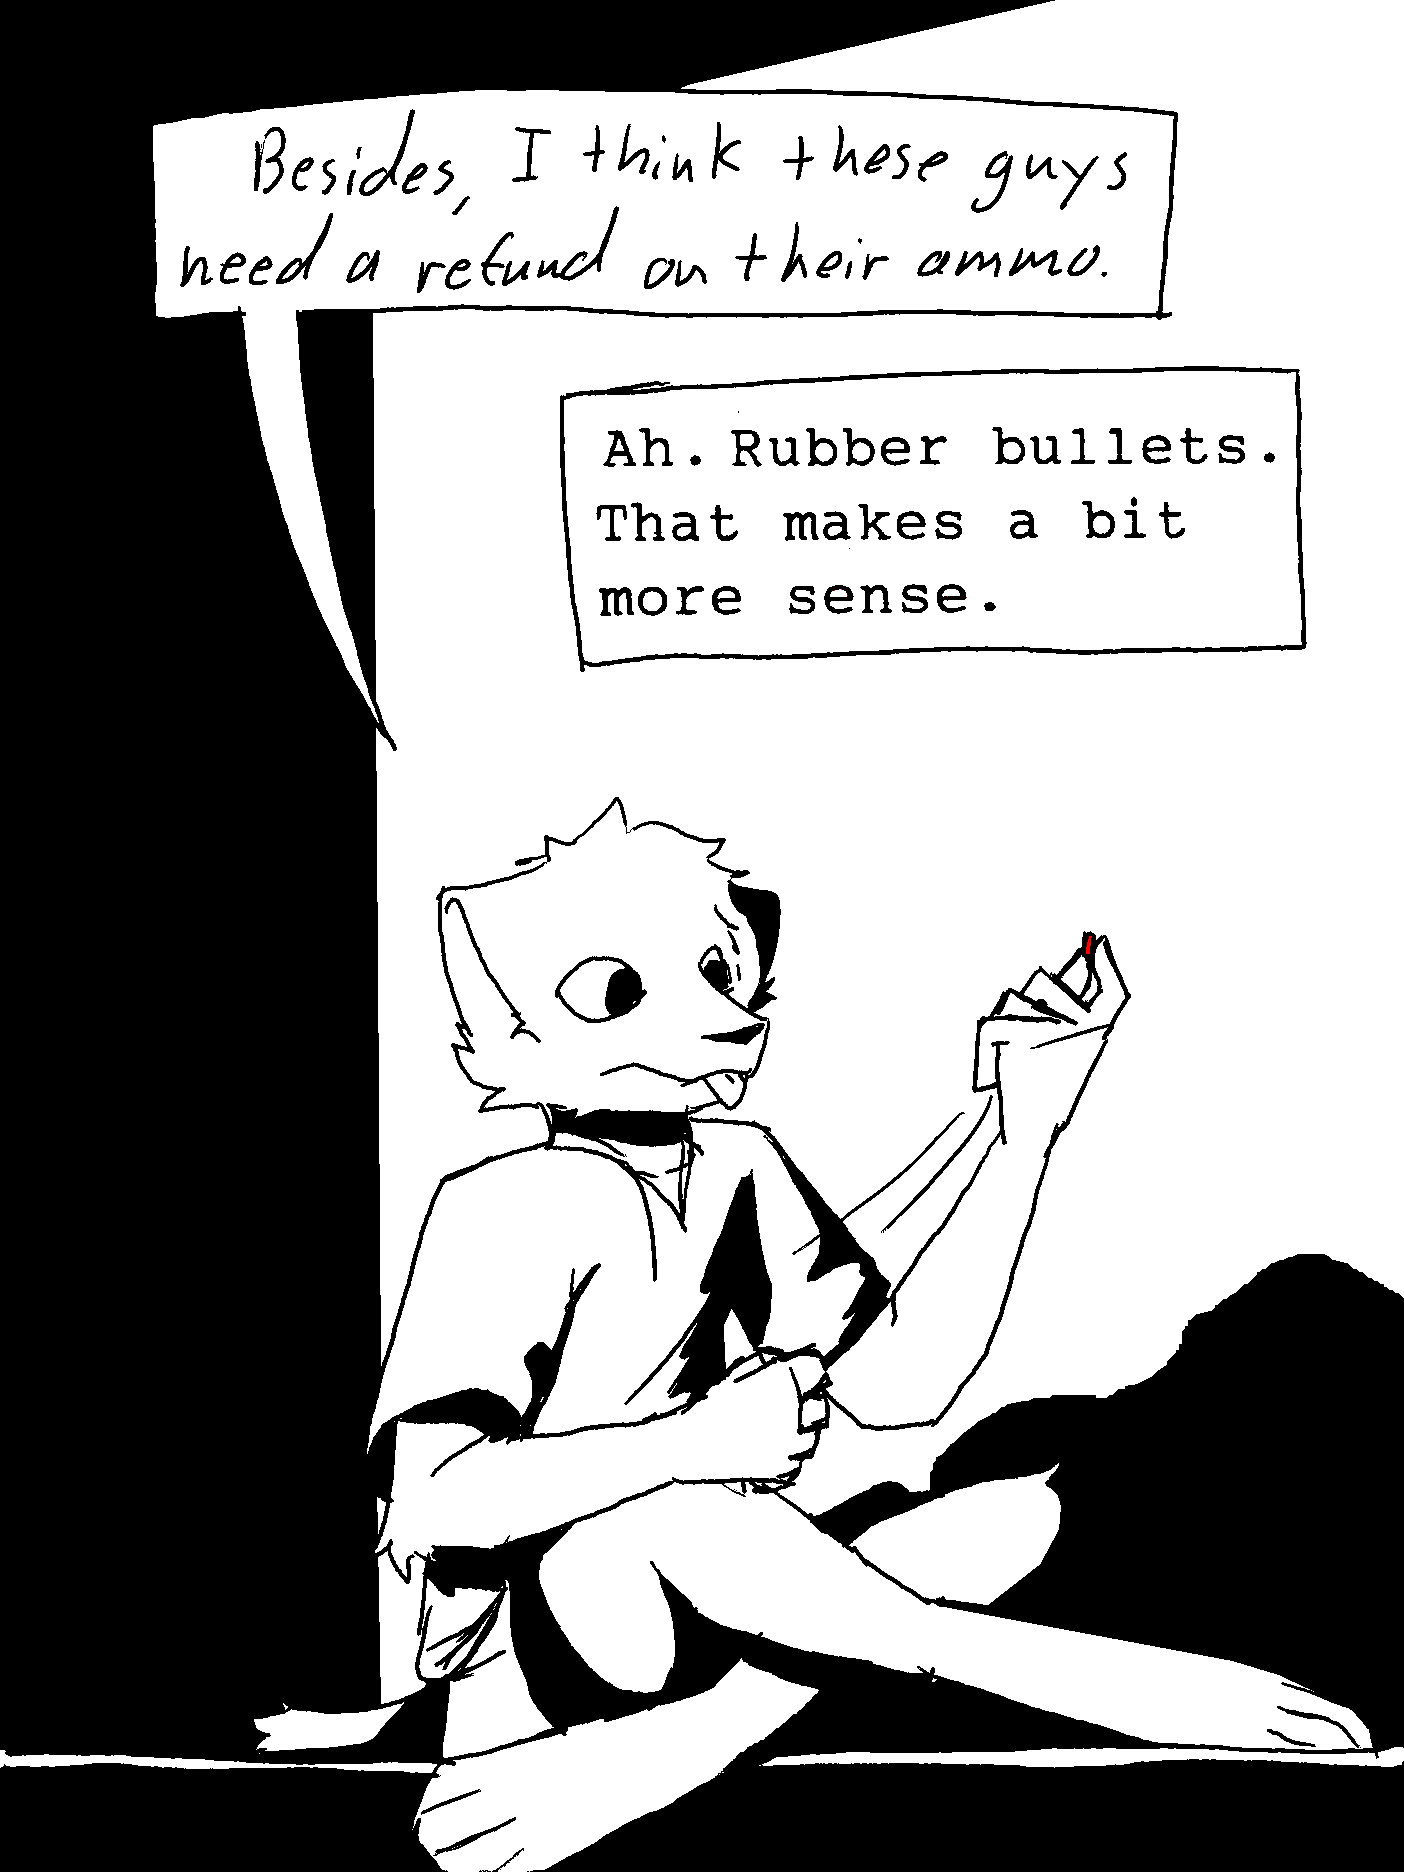 Besides, I think these guys
need a refund on their ammo.
Ah. Rubber bullets.
That makes a bit
more sense.